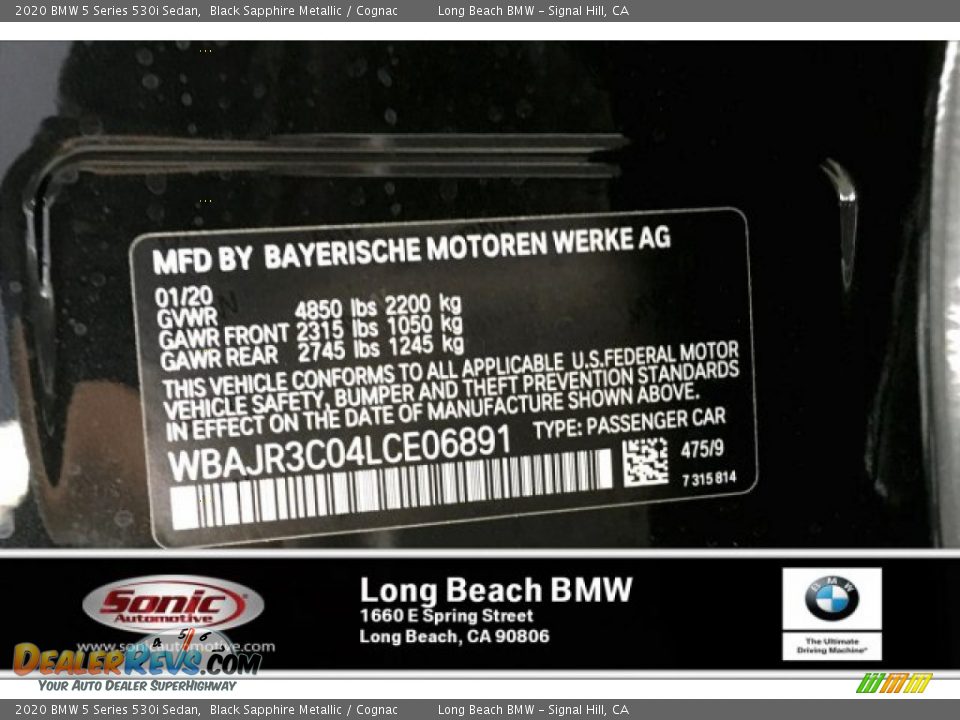 2020 BMW 5 Series 530i Sedan, Black Sapphire Metallic / Cognac Long Beach BMW - Signal Hill, CA
MFD BY BAYERISCHE MOTOREN WERKE AG
01/20
GVWR 4850 lbs 2200 kg
GAWR FRONT 2315 lbs 1050 kg
GAWR REAR 2745 lbs 1245 kg
THIS VEHICLE CONFORMS TO ALL APPLICABLE U.S.FEDERAL MOTOR
VEHICLE SAFETY, BUMPER AND THEFT PREVENTION STANDARDS
IN EFFECT ON THE DATE OF MANUFACTURE SHOWN ABOVE.
WBAJR3C04LCE06891 TYPE: PASSENGER CAR
475/9
7 315 814
Sonic
Automotive
www.sonicautomotive.com
Long Beach BMW
1660 E Spring Street
Long Beach, CA 90806
BMW
The Ultimate
Driving Machine®
4 5 6
DealerRevs.com
Your Auto Dealer SuperHighway
2020 BMW 5 Series 530i Sedan, Black Sapphire Metallic / Cognac Long Beach BMW - Signal Hill, CA